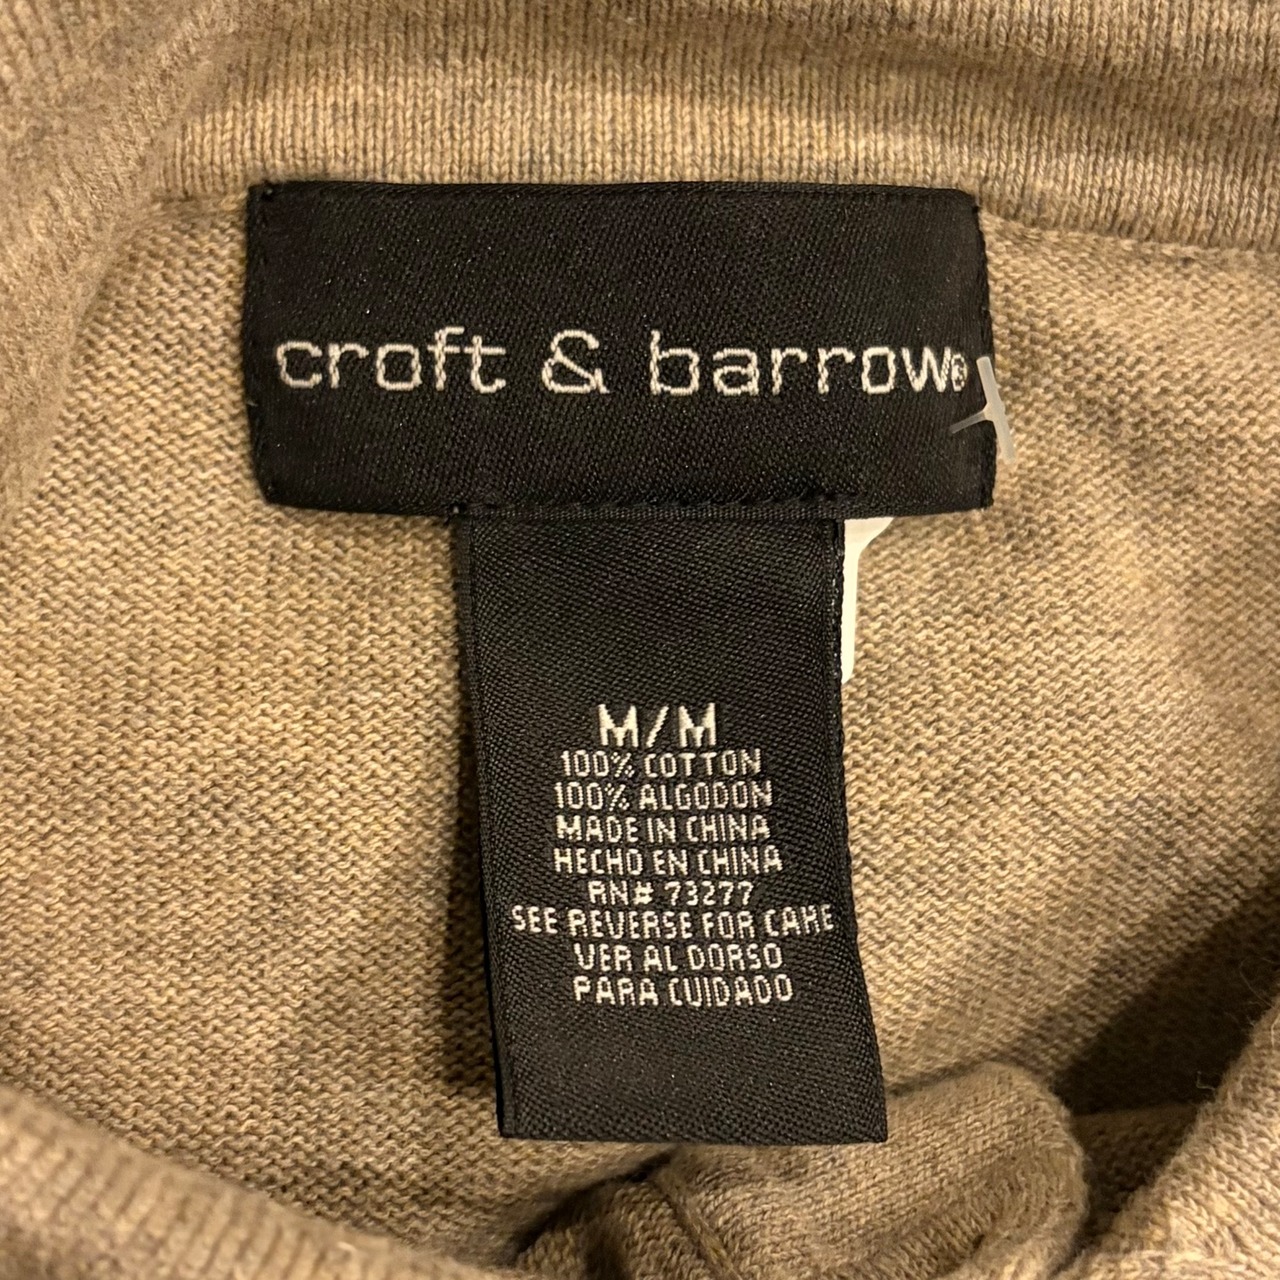 croft & barrow®
M/M
100% COTTON
100% ALGODON
MADE IN CHINA
HECHO EN CHINA
RN# 73277
SEE REVERSE FOR CARE
VER AL DORSO
PARA CUIDADO